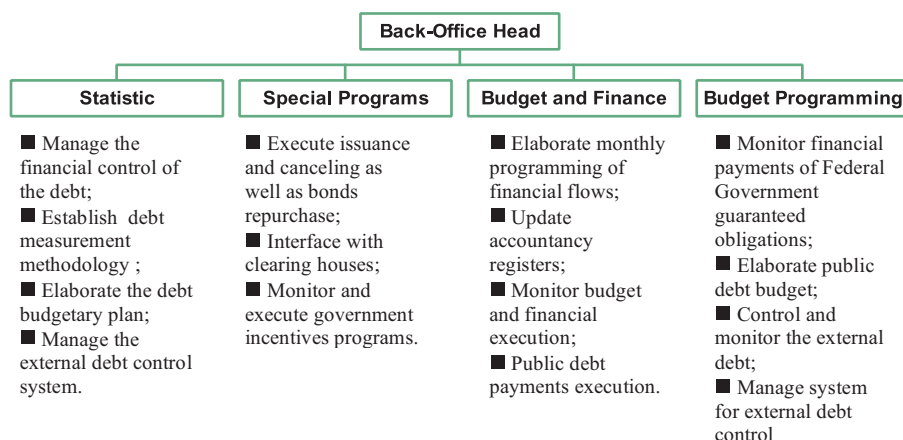 Back-Office Head
Statistic
■ Manage the
financial control of
the debt;
■ Establish debt
measurement
methodology ;
■ Elaborate the debt
budgetary plan;
■ Manage the
external debt control
system.
Special Programs
■ Execute issuance
and canceling as
well as bonds
repurchase;
■ Interface with
clearing houses;
■ Monitor and
execute government
incentives programs.
Budget and Finance
■ Elaborate monthly
programming of
financial flows;
■ Update
accountancy
registers;
■ Monitor budget
and financial
execution;
■ Public debt
payments execution.
Budget Programming
■ Monitor financial
payments of Federal
Government
guaranteed
obligations;
■ Elaborate public
debt budget;
■ Control and
monitor the external
debt;
■ Manage system
for external debt
control